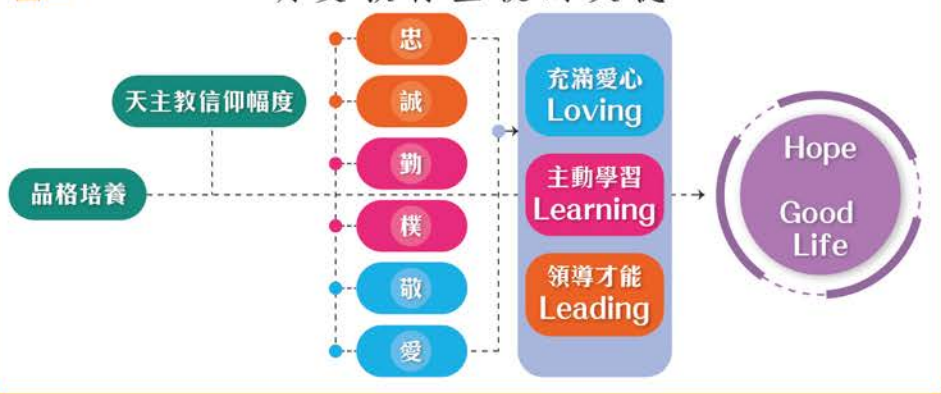 天主教信仰幅度
品格培養
忠
誠
勤
樸
敬
愛
充滿愛心
Loving
主動學習
Learning
領導才能
Leading
Hope
Good
Life